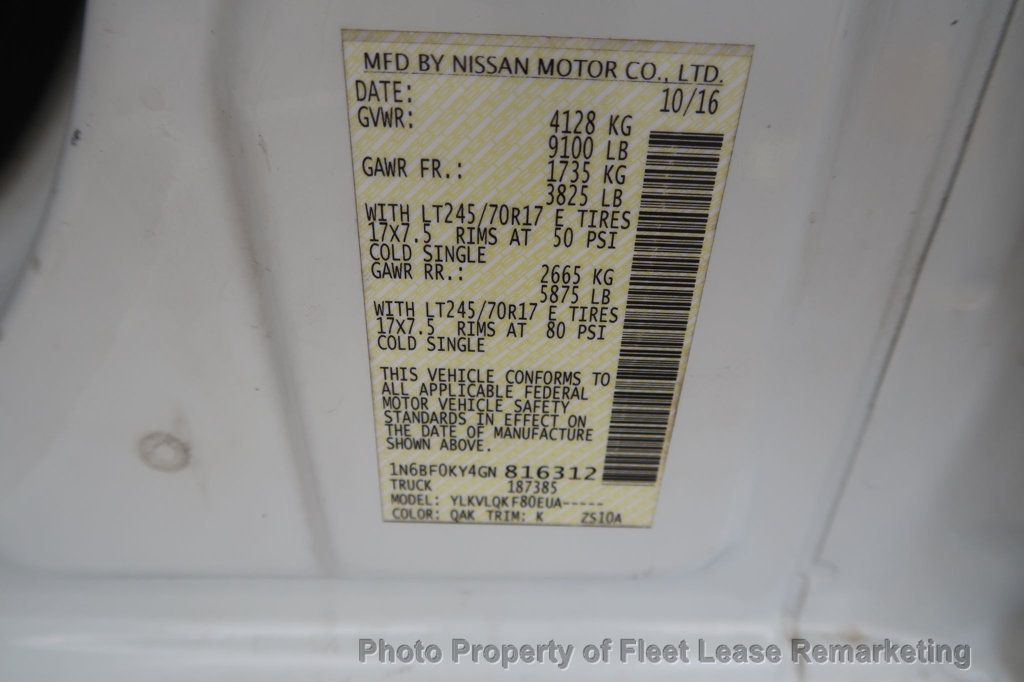 MFD BY NISSAN MOTOR CO., LTD.
DATE: 10/16
GVWR: 4128 KG
9100 LB
GAWR FR.: 1735 KG
3825 LB
WITH LT245/70R17 E TIRES
17X7.5 RIMS AT 50 PSI
COLD SINGLE
GAWR RR.: 2665 KG
5875 LB
WITH LT245/70R17 E TIRES
17X7.5 RIMS AT 80 PSI
COLD SINGLE
THIS VEHICLE CONFORMS TO
ALL APPLICABLE FEDERAL
MOTOR VEHICLE SAFETY
STANDARDS IN EFFECT ON
THE DATE OF MANUFACTURE
SHOWN ABOVE.
1N6BF0KY4GN 816312
TRUCK 187385
MODEL: YLKVLQKF80EUA-----
COLOR: QAK TRIM: K ZS10A
Photo Property of Fleet Lease Remarketing